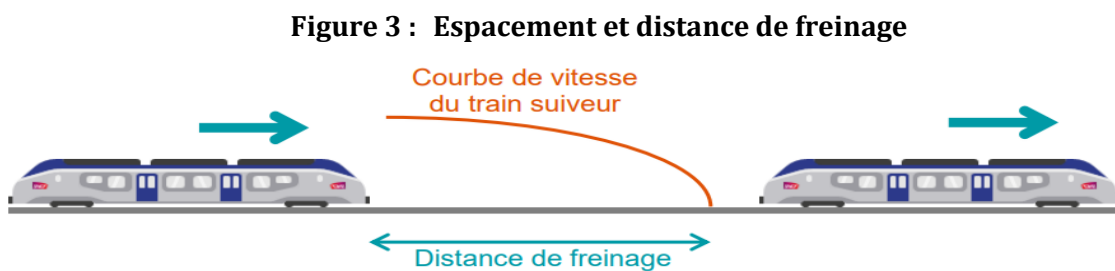 Figure 3 : Espacement et distance de freinage
Courbe de vitesse
du train suiveur
Distance de freinage